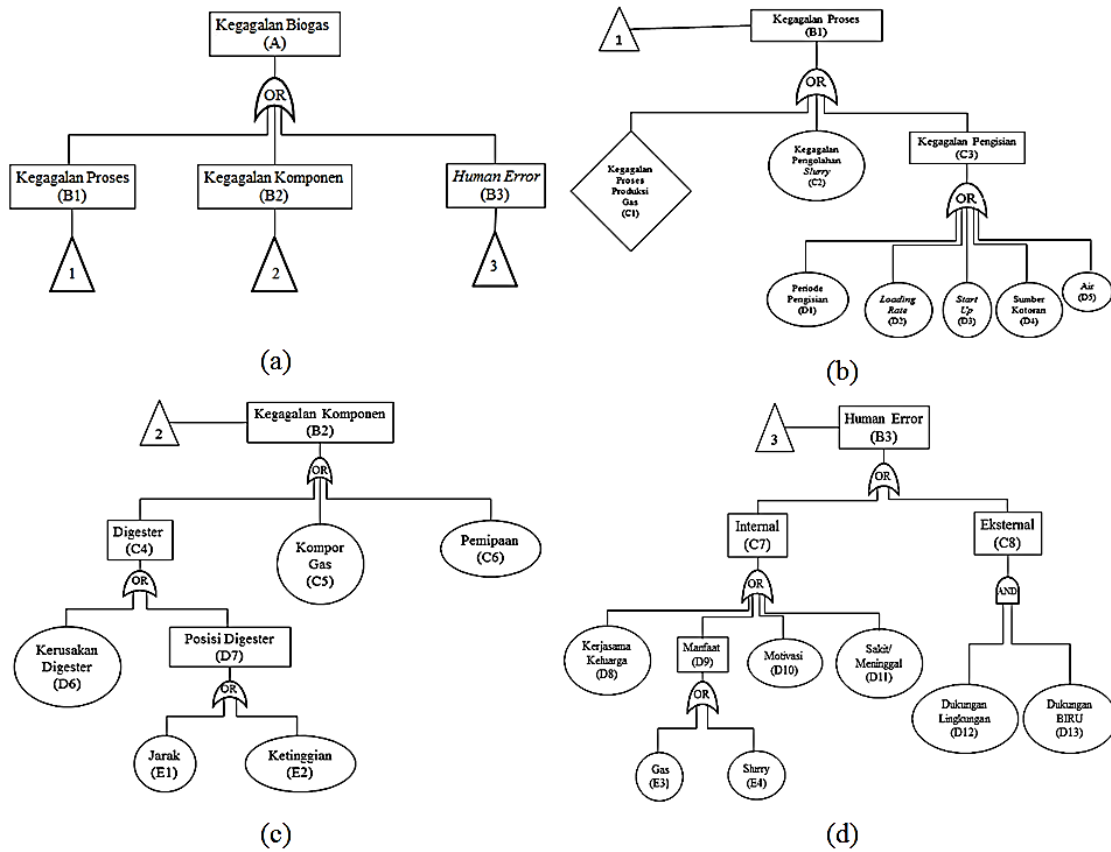 Kegagalan Biogas
(A)
OR
Kegagalan Proses
(B1)
Kegagalan Komponen
(B2)
Human Error
(B3)
1
2
3
(a)
1
Kegagalan Proses
(B1)
OR
Kegagalan
Proses
Produksi
Gas
(C1)
Kegagalan
Pengolahan
Slurry
(C2)
Kegagalan Pengisian
(C3)
OR
Periode
Pengisian
(D1)
Loading
Rate
(D2)
Start
Up
(D3)
Sumber
Kotoran
(D4)
Air
(D5)
(b)
2
Kegagalan Komponen
(B2)
OR
Digester
(C4)
Kompor
Gas
(C5)
Pemipaan
(C6)
OR
Kerusakan
Digester
(D6)
Posisi Digester
(D7)
OR
Jarak
(E1)
Ketinggian
(E2)
(c)
3
Human Error
(B3)
OR
Internal
(C7)
Eksternal
(C8)
OR
AND
Kerjasama
Keluarga
(D8)
Manfaat
(D9)
Motivasi
(D10)
Sakit/
Meninggal
(D11)
OR
Gas
(E3)
Slurry
(E4)
Dukungan
Lingkungan
(D12)
Dukungan
BIRU
(D13)
(d)